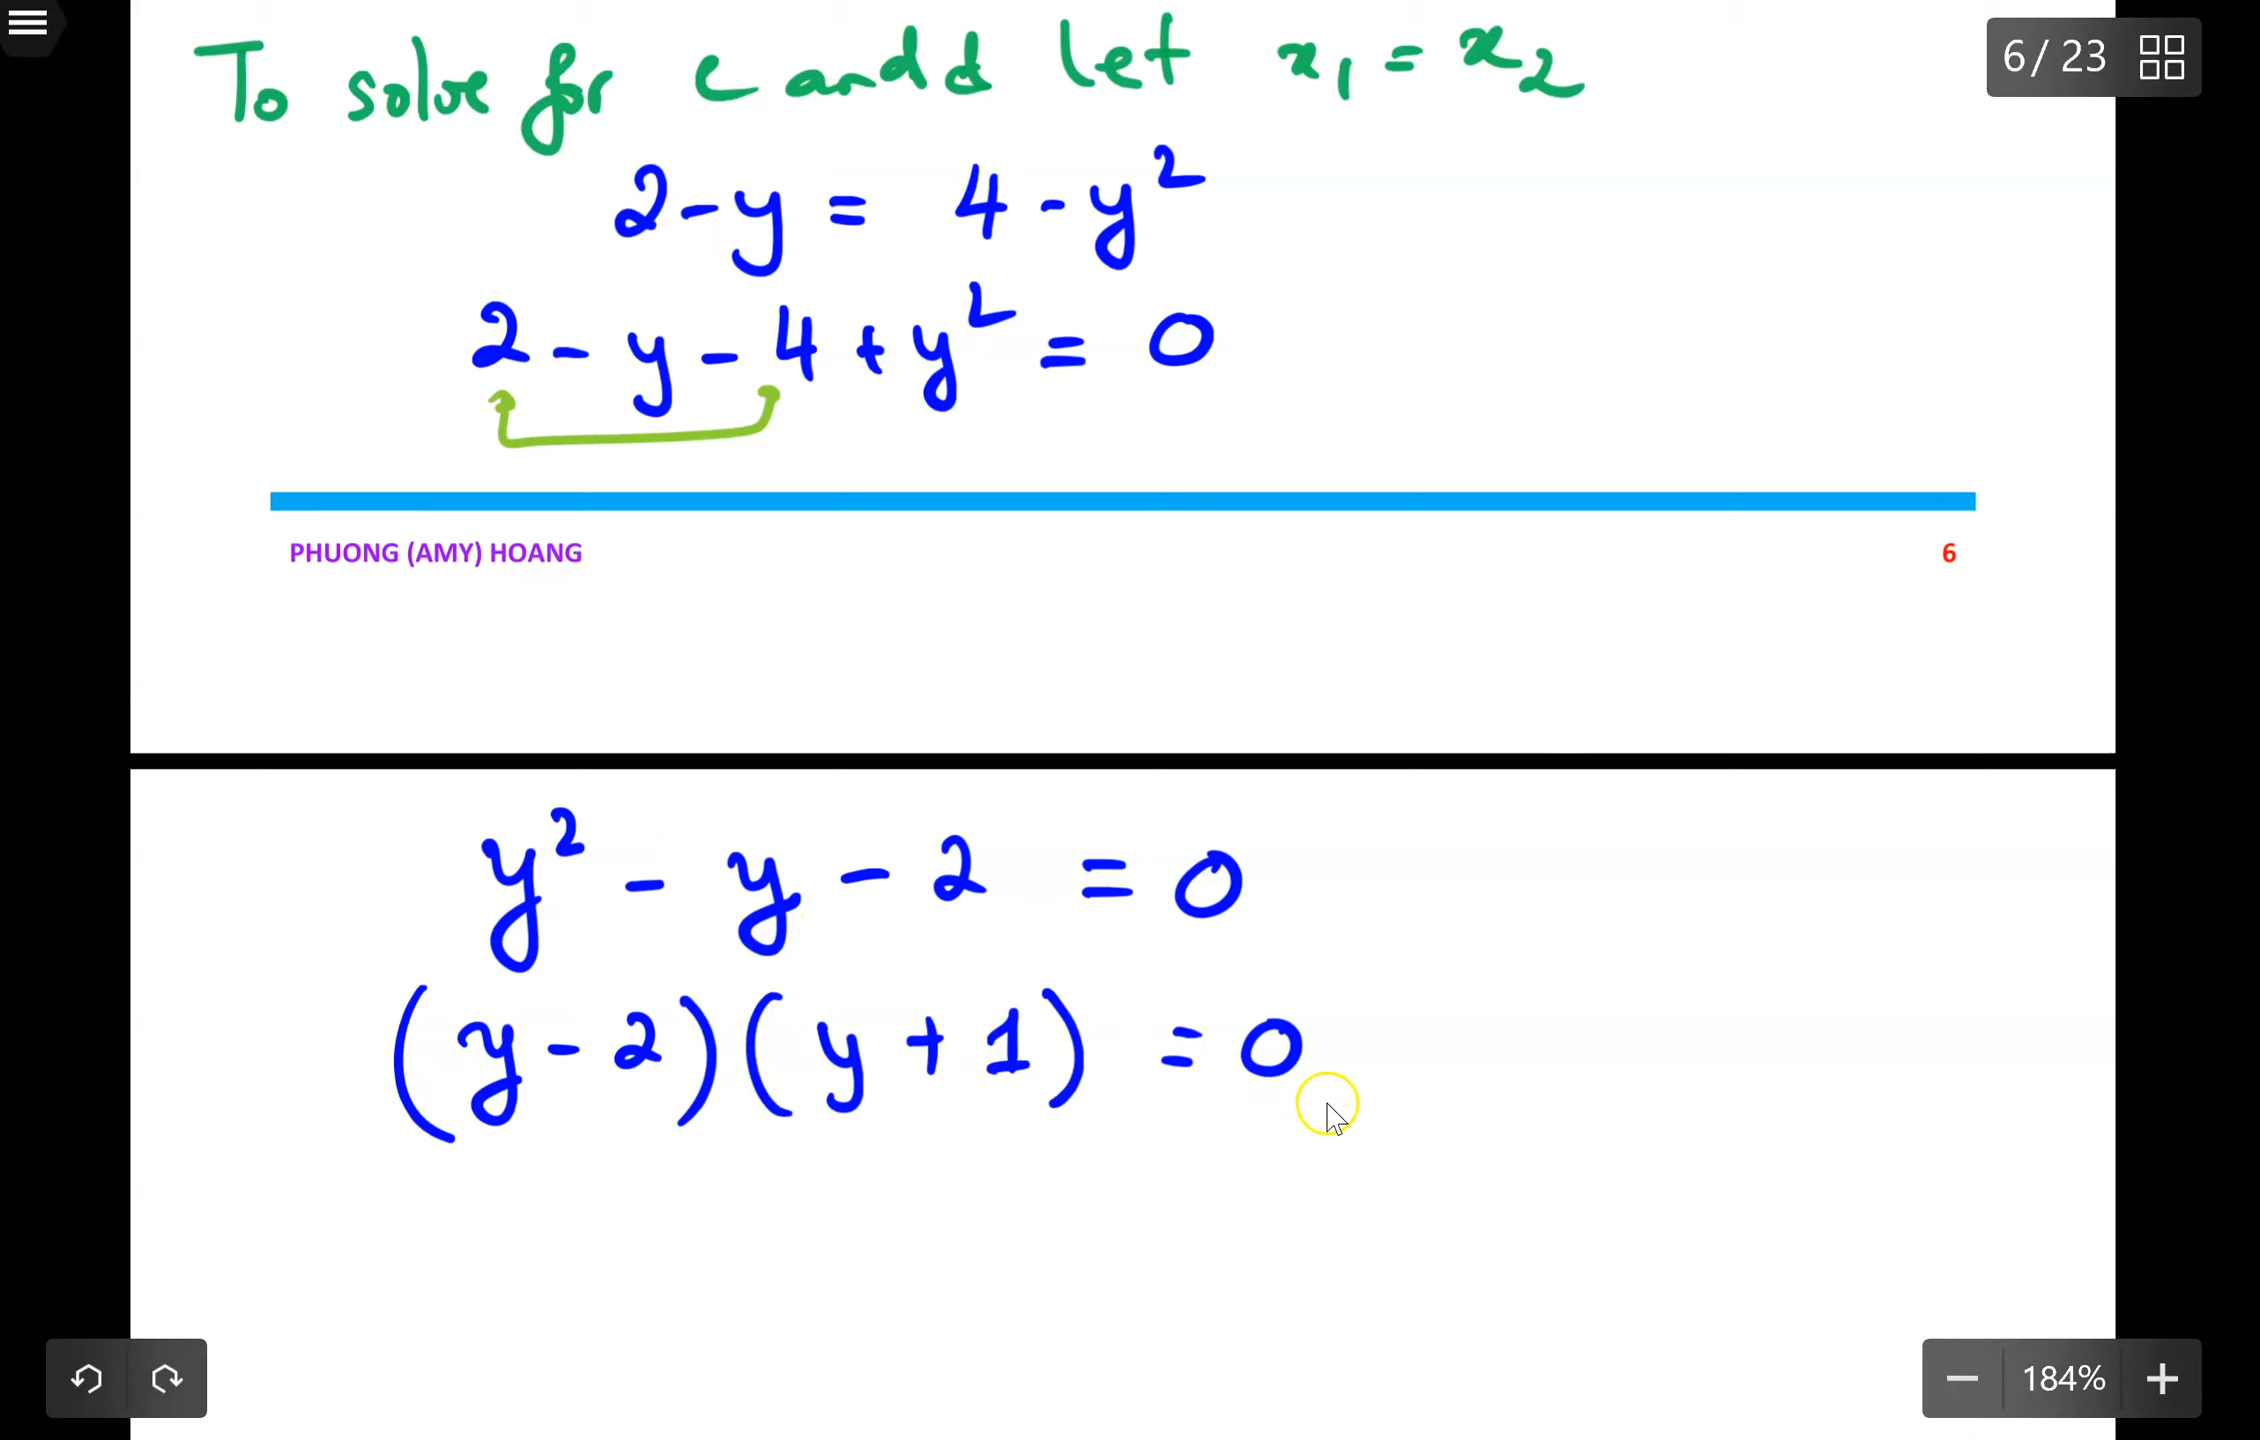 To solve for c and d let x₁ = x₂
6 / 23
2 - y = 4 - y²
2 - y - 4 + y² = 0
PHUONG (AMY) HOANG
6
y² - y - 2 = 0
(y - 2)(y + 1) = 0
184%